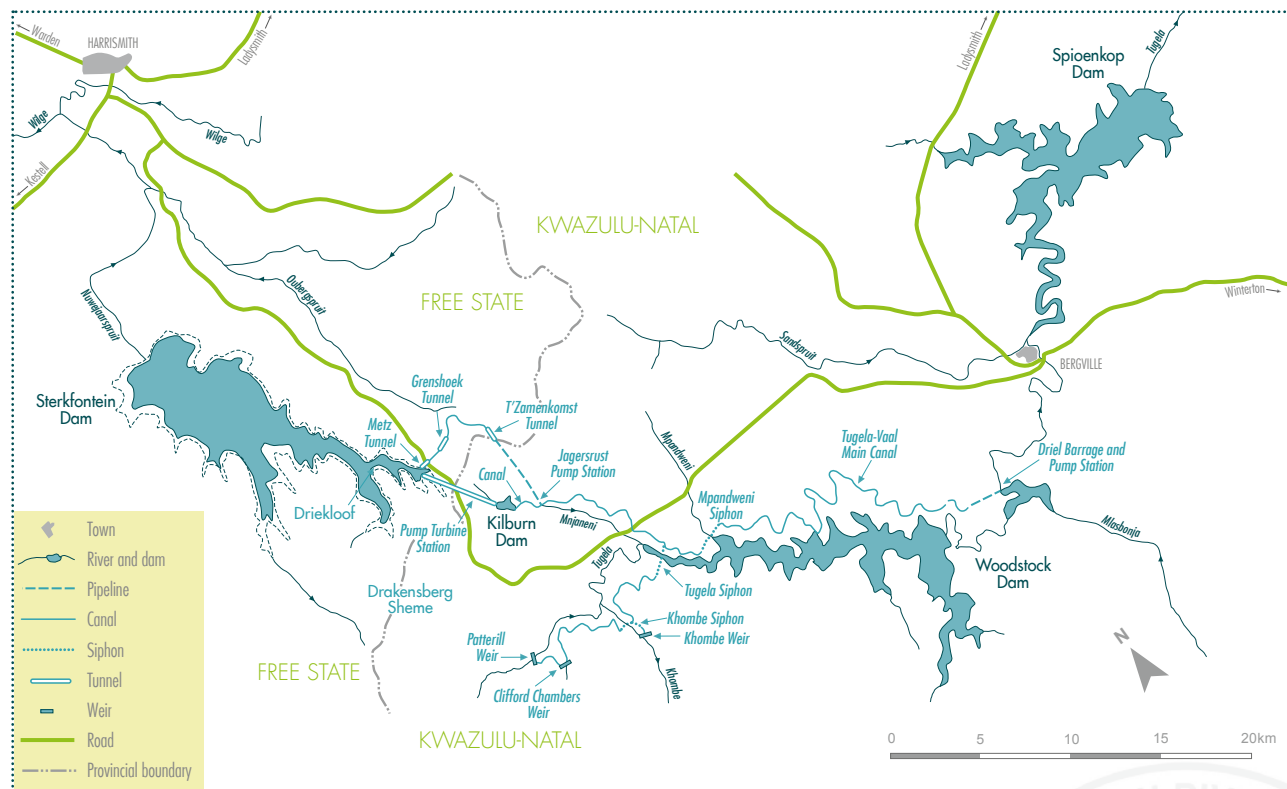 Warden
HARRISMITH
Ladysmith
Ladysmith
Tugela
Spioenkop
Dam
Wilge
Wilge
Kestell
KWAZULU-NATAL
Nuwejaarspruit
Oubergspruit
FREE STATE
Winterton
Sandspruit
BERGVILLE
Sterkfontein
Dam
Grenshoek
Tunnel
T'Zamenkomst
Tunnel
Metz
Tunnel
Jagersrust
Pump Station
Canal
Mpandweni
Tugela-Vaal
Main Canal
Driel Barrage and
Pump Station
Driekloof
Pump Turbine
Station
Kilburn
Dam
Mnjaneni
Mpandweni
Siphon
Mlasbonja
Woodstock
Dam
Tugela
Tugela Siphon
Drakensberg
Sheme
Khombe Siphon
Khombe Weir
Patterill
Weir
Clifford Chambers
Weir
Khombe
FREE STATE
KWAZULU-NATAL
N
0 5 10 15 20km
Town
River and dam
Pipeline
Canal
Siphon
Tunnel
Weir
Road
Provincial boundary